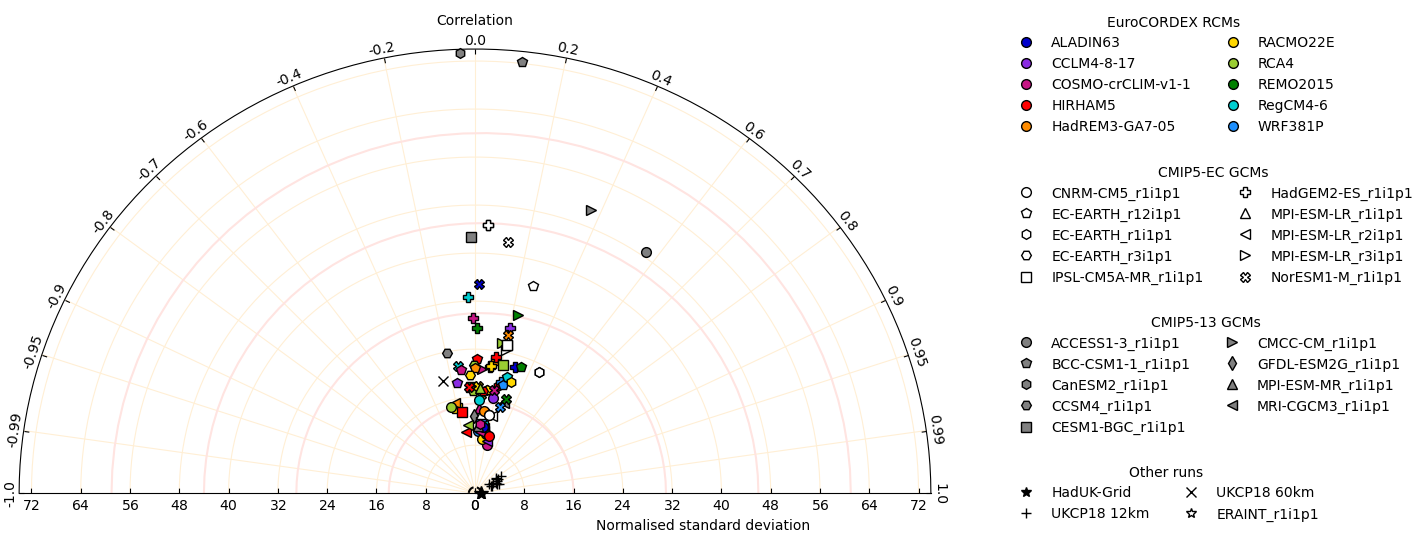 Correlation
-1.0
-0.99
-0.95
-0.9
-0.8
-0.7
-0.6
-0.4
-0.2
0.0
0.2
0.4
0.6
0.7
0.8
0.9
0.95
0.99
1.0
72 64 56 48 40 32 24 16 8 0 8 16 24 32 40 48 56 64 72
Normalised standard deviation
EuroCORDEX RCMs
ALADIN63 RACMO22E
CCLM4-8-17 RCA4
COSMO-crCLIM-v1-1 REMO2015
HIRHAM5 RegCM4-6
HadREM3-GA7-05 WRF381P
CMIP5-EC GCMs
CNRM-CM5_r1i1p1 HadGEM2-ES_r1i1p1
EC-EARTH_r12i1p1 MPI-ESM-LR_r1i1p1
EC-EARTH_r1i1p1 MPI-ESM-LR_r2i1p1
EC-EARTH_r3i1p1 MPI-ESM-LR_r3i1p1
IPSL-CM5A-MR_r1i1p1 NorESM1-M_r1i1p1
CMIP5-13 GCMs
ACCESS1-3_r1i1p1 CMCC-CM_r1i1p1
BCC-CSM1-1_r1i1p1 GFDL-ESM2G_r1i1p1
CanESM2_r1i1p1 MPI-ESM-MR_r1i1p1
CCSM4_r1i1p1 MRI-CGCM3_r1i1p1
CESM1-BGC_r1i1p1
Other runs
HadUK-Grid UKCP18 60km
UKCP18 12km ERAINT_r1i1p1